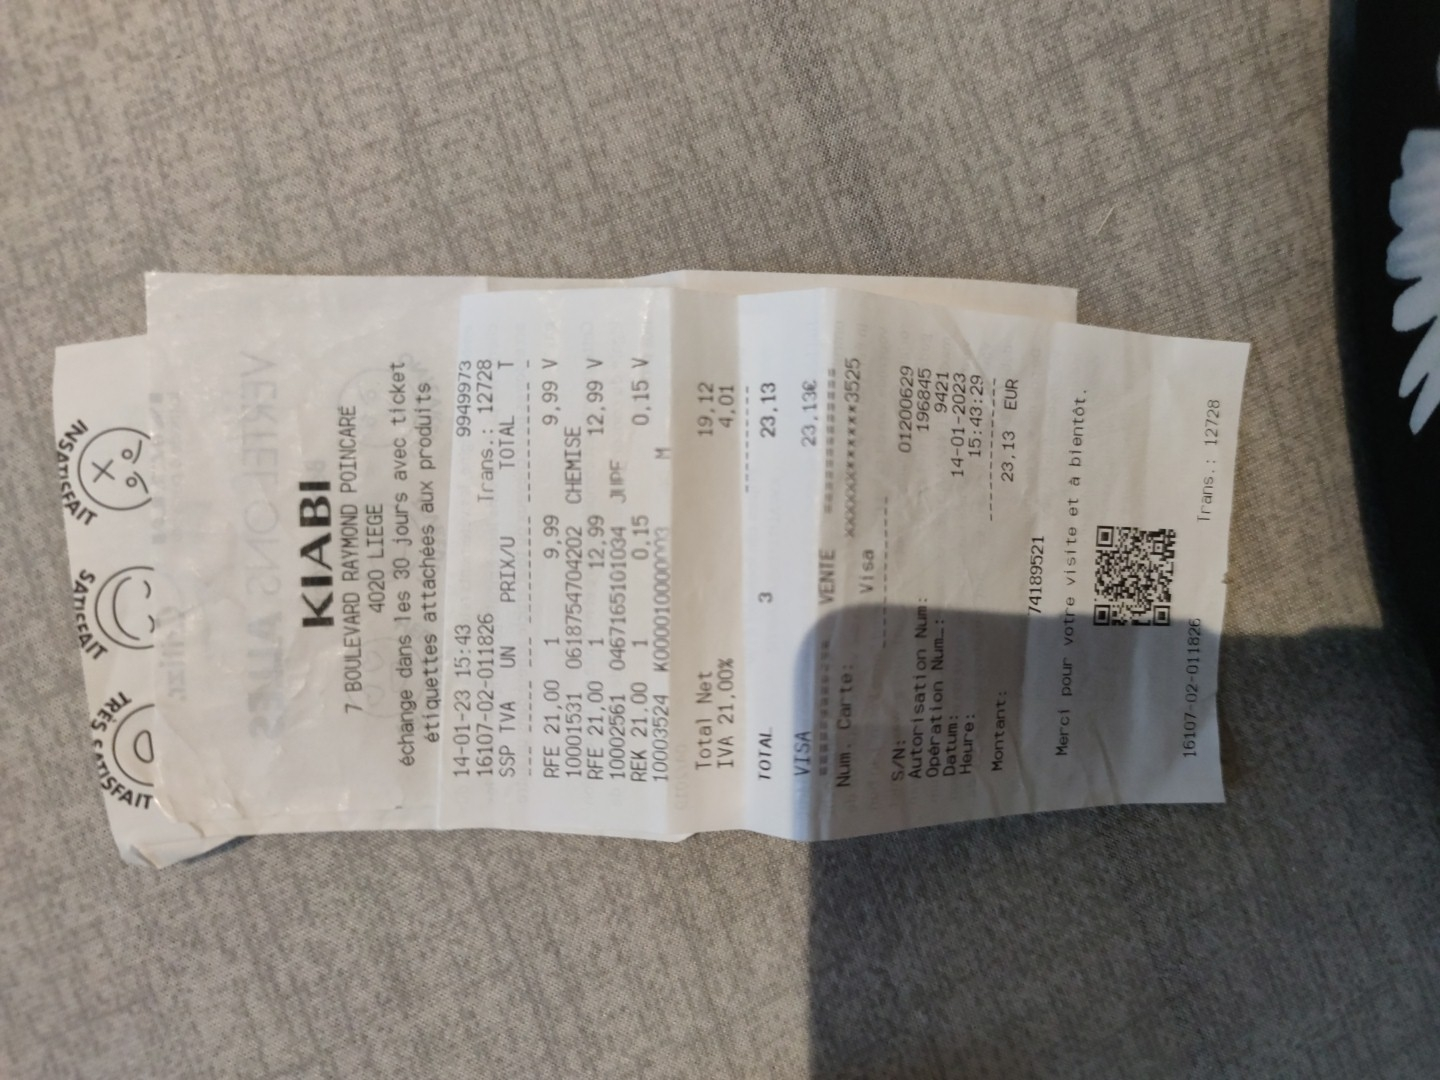 INSATISFAIT
SATISFAIT
TRÈS SATISFAIT
KIABI
7 BOULEVARD RAYMOND POINCARÉ
4020 LIEGE
échange dans les 30 jours avec ticket
étiquettes attachées aux produits
14-01-23 15:43 9949973
16107-02-011826 Trans.: 12728
SSP TVA UN PRIX/U TOTAL T
RFE 21,00 1 9,99 9,99 V
10001531 0618754704202 CHEMISE
RFE 21,00 1 12,99 12,99 V
10002561 0467165101034 JUPE
REK 21,00 1 0,15 0,15 V
10003524 K000010000003 M
Total Net 19,12
IVA 21,00% 4,01
TOTAL 3 23,13
VISA 23,13€
VENTE
Num. Carte: XXXXXXXXXXXX3525
Visa
S/N: 01200629
Autorisation Num: 196845
Opération Num_: 9421
Datum: 14-01-2023
Heure: 15:43:29
Montant: 23,13 EUR
74189521
Merci pour votre visite et à bientôt.
16107-02-011826 Trans.: 12728